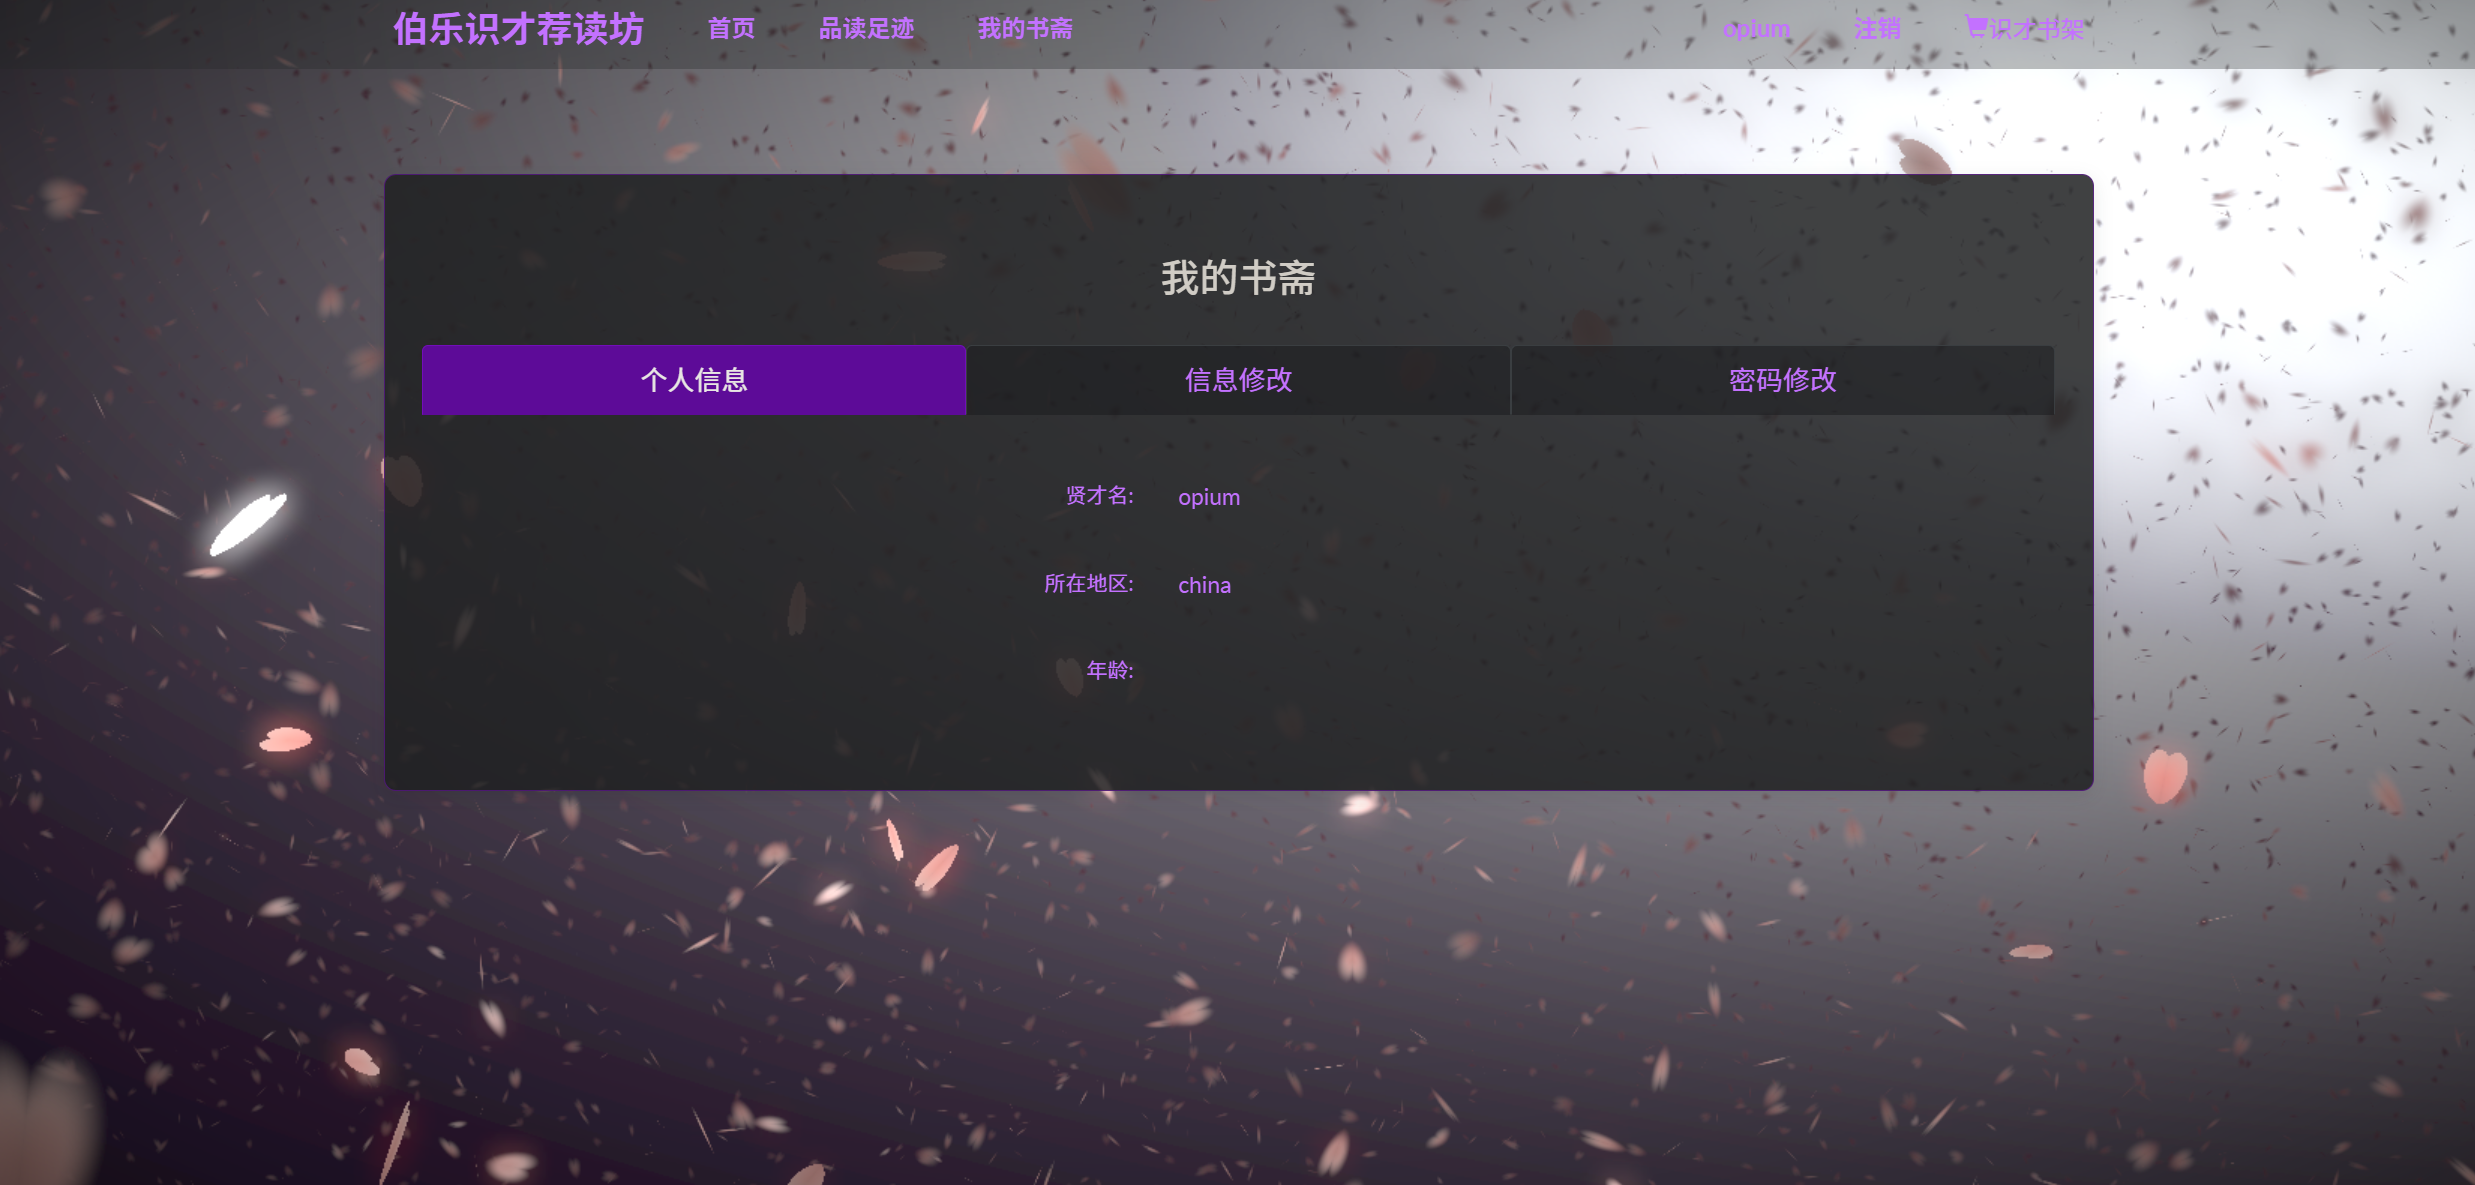 伯乐识才荐读坊 首页 品读足迹 我的书斋 opium 注销 识才书架
我的书斋
个人信息 信息修改 密码修改
贤才名: opium
所在地区: china
年龄: